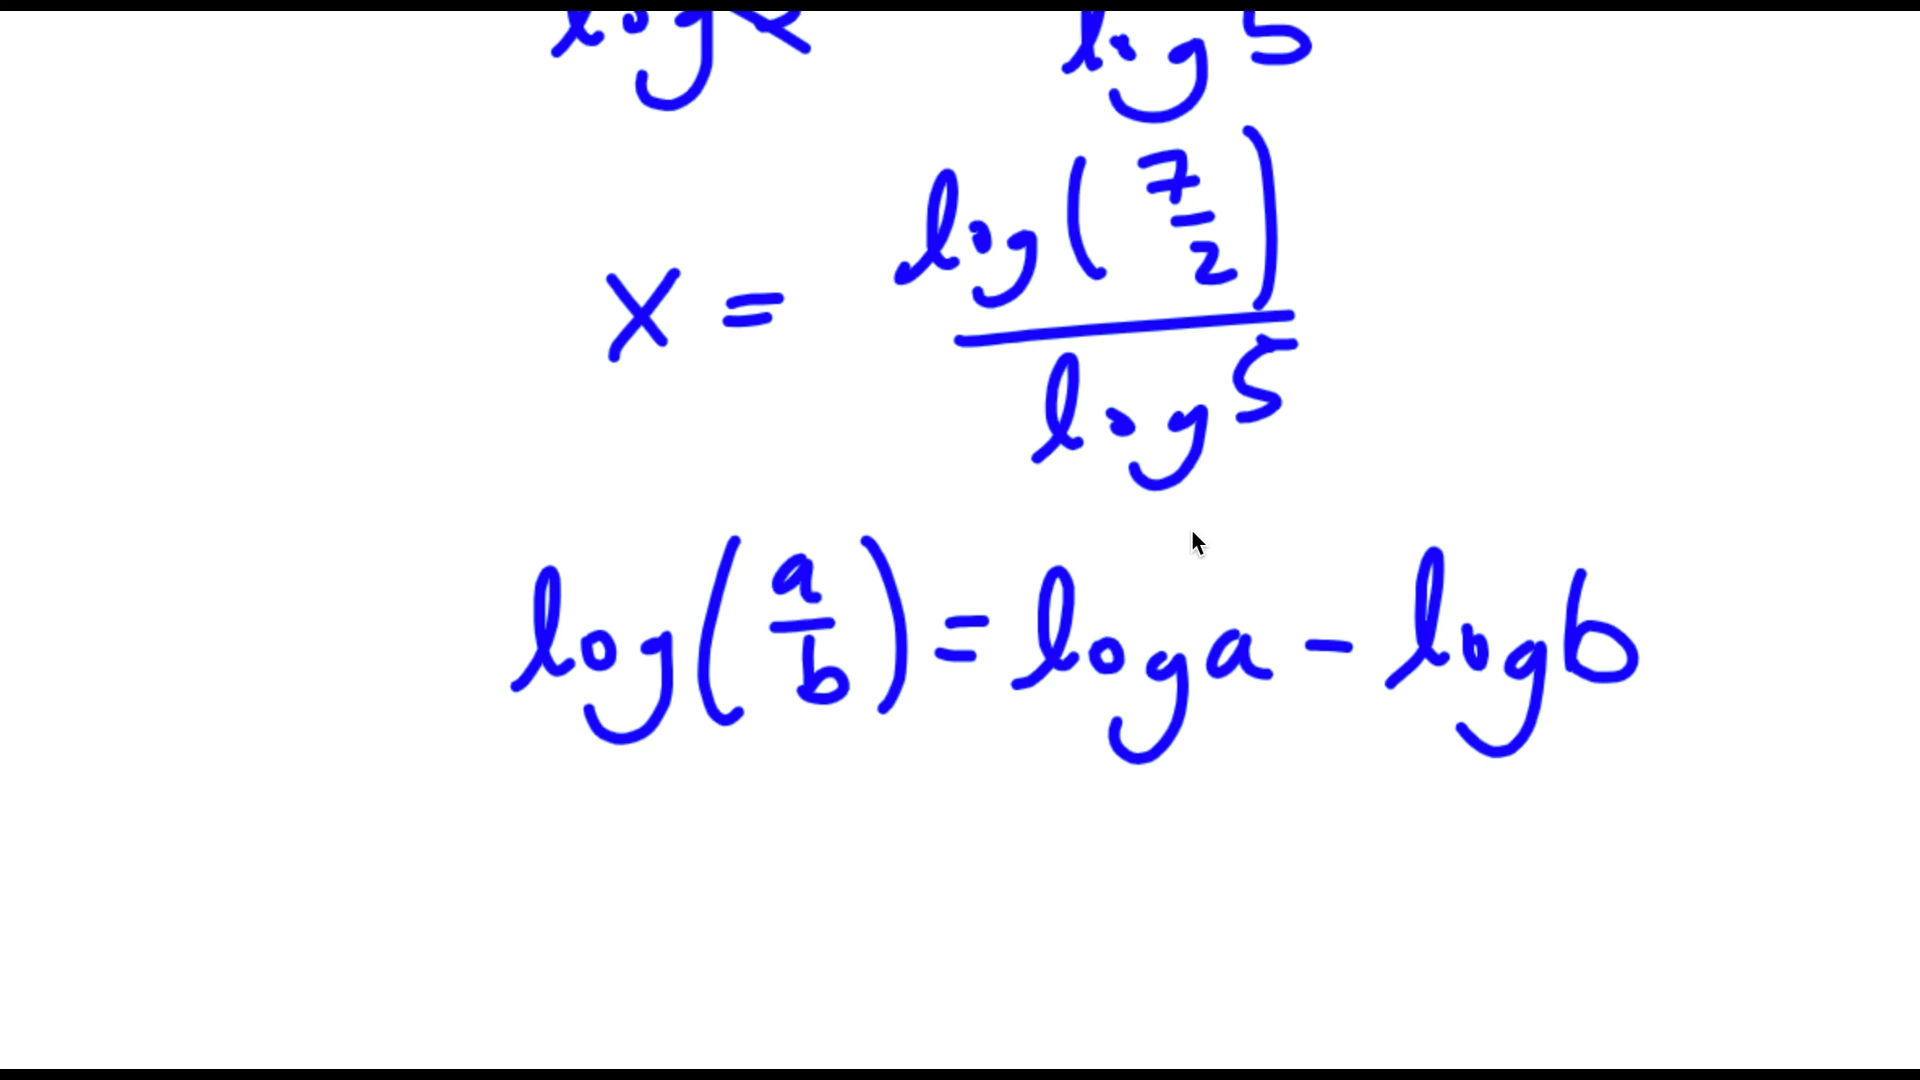 log 5
x = log(7/2) / log 5
log(a/b) = log a - log b